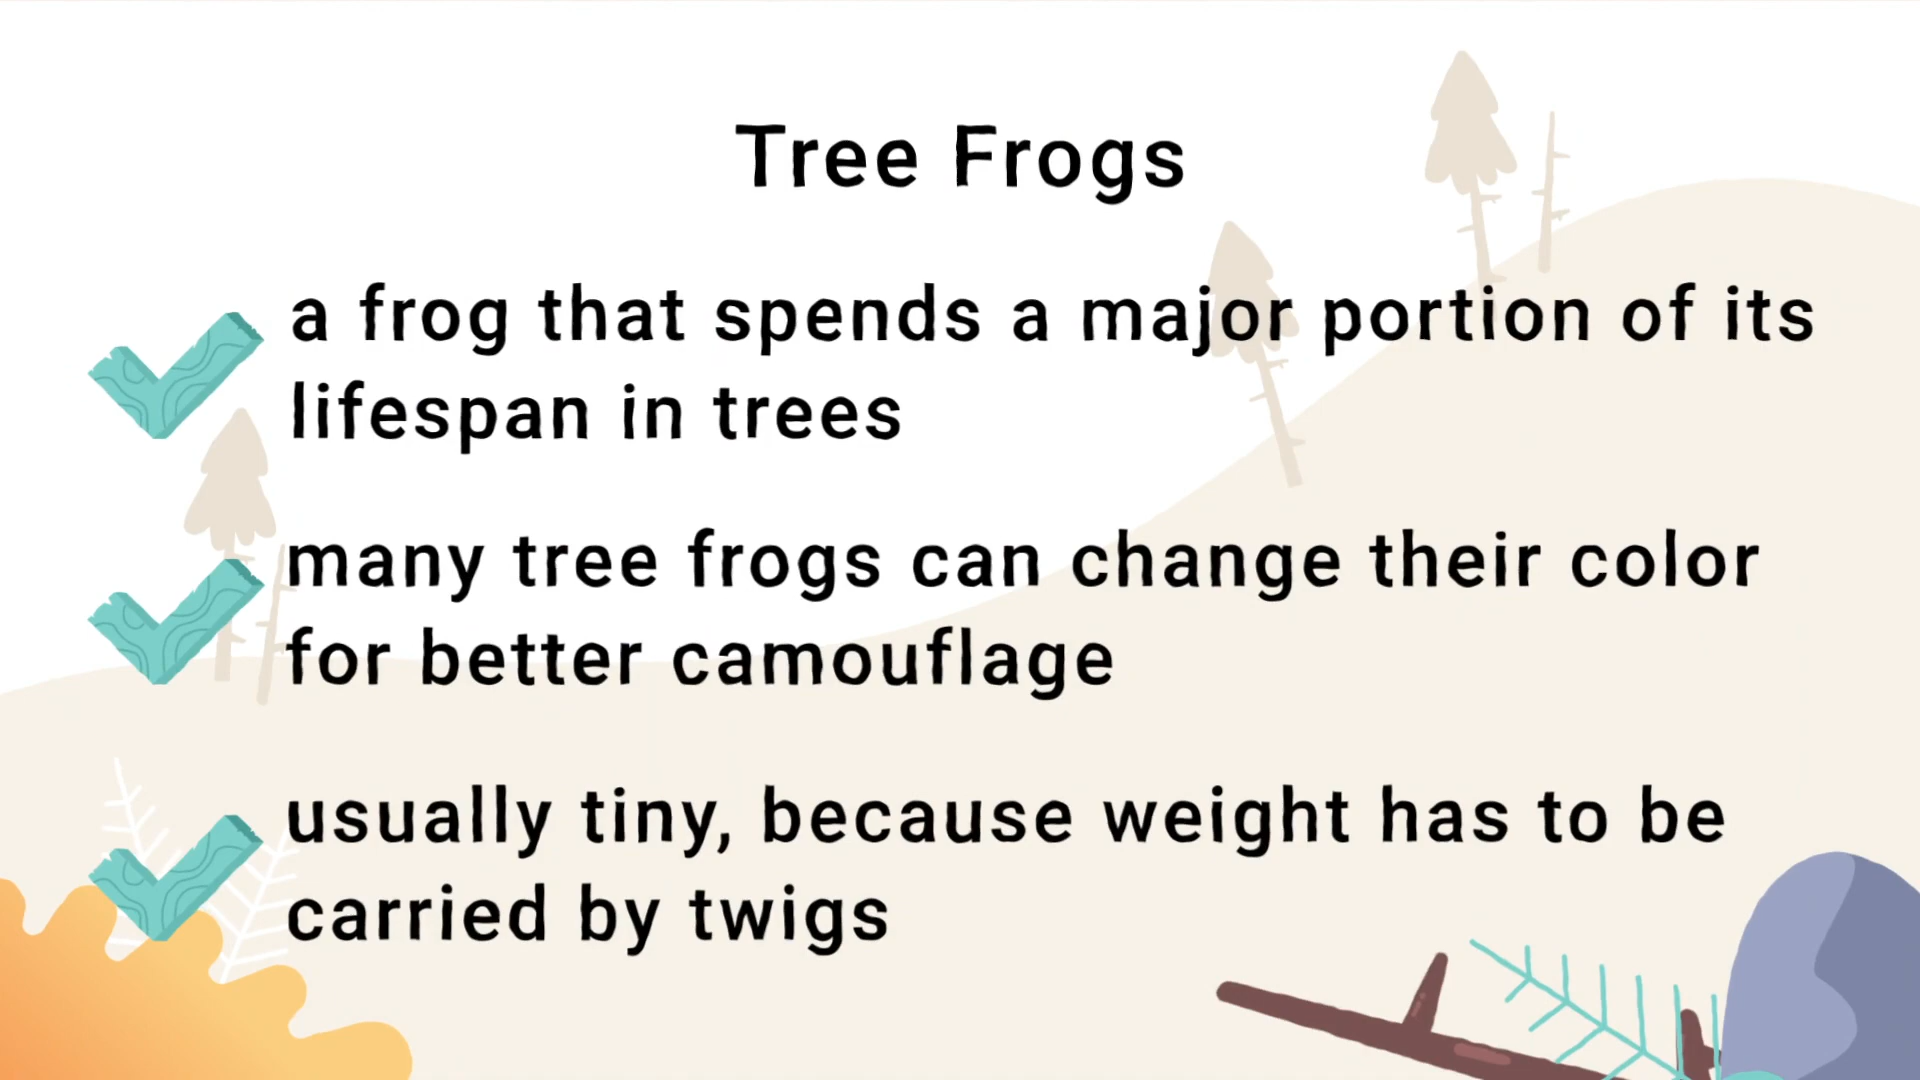 Tree Frogs
a frog that spends a major portion of its
lifespan in trees
many tree frogs can change their color
for better camouflage
usually tiny, because weight has to be
carried by twigs